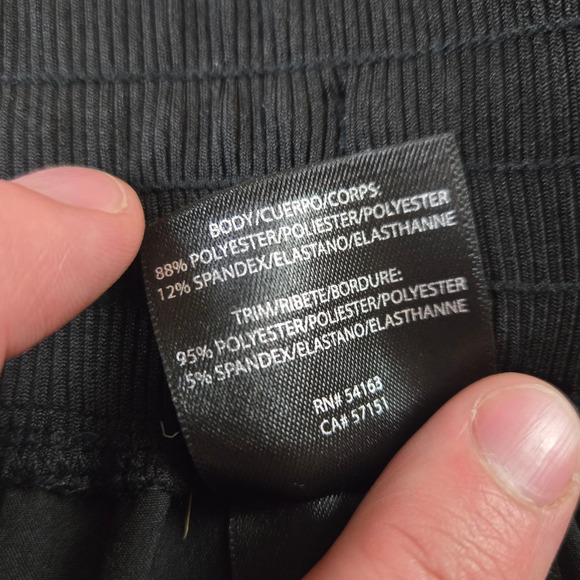 BODY/CUERPO/CORPS:
88% POLYESTER/POLIESTER/POLYESTER
12% SPANDEX/ELASTANO/ELASTHANNE
TRIM/RIBETE/BORDURE:
95% POLYESTER/POLIESTER/POLYESTER
5% SPANDEX/ELASTANO/ELASTHANNE
RN# 54163
CA# 57151